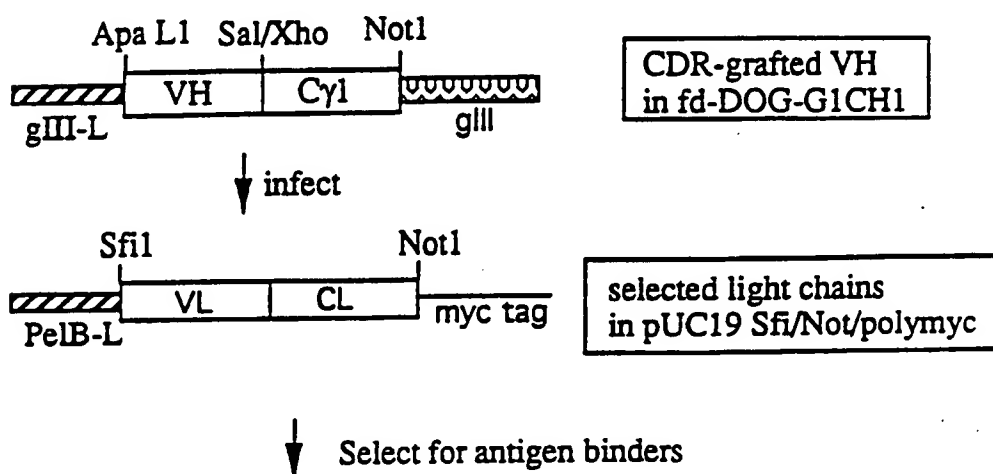 Apa L1 Sal/Xho Not1
VH Cγ1
gIII-L gIII
CDR-grafted VH
in fd-DOG-G1CH1
infect
Sfi1 Not1
VL CL
PelB-L myc tag
selected light chains
in pUC19 Sfi/Not/polymyc
Select for antigen binders